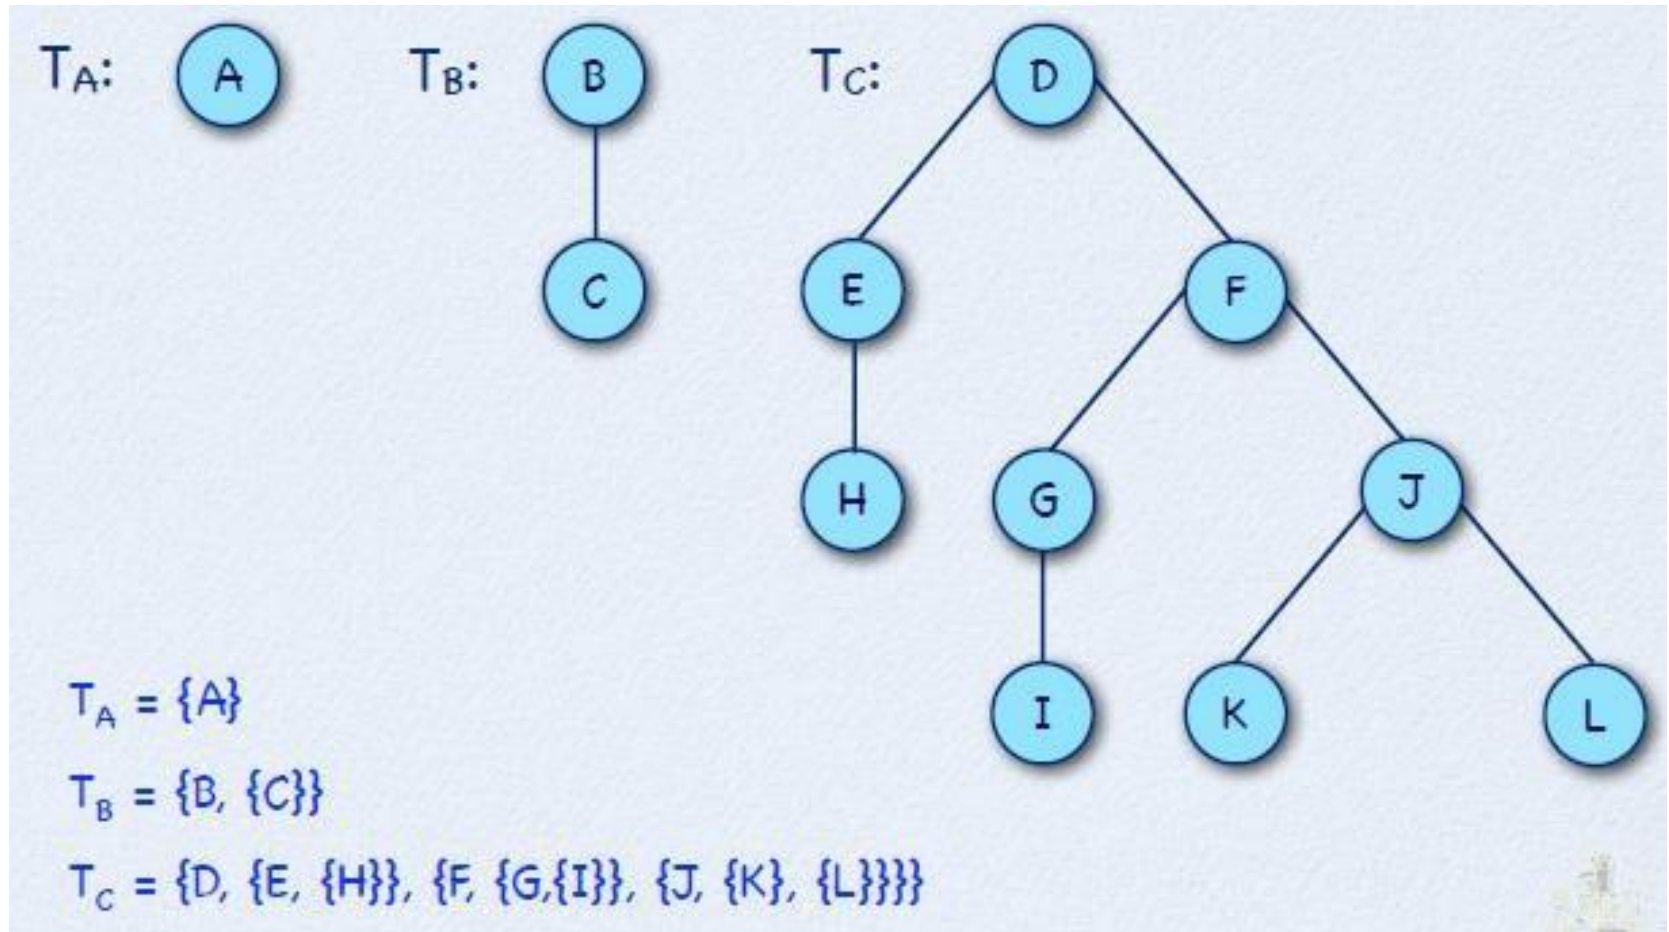 TA: A TB: B TC: D
C E F
H G J
I K L
TA = {A}
TB = {B, {C}}
TC = {D, {E, {H}}, {F, {G,{I}}, {J, {K}, {L}}}}